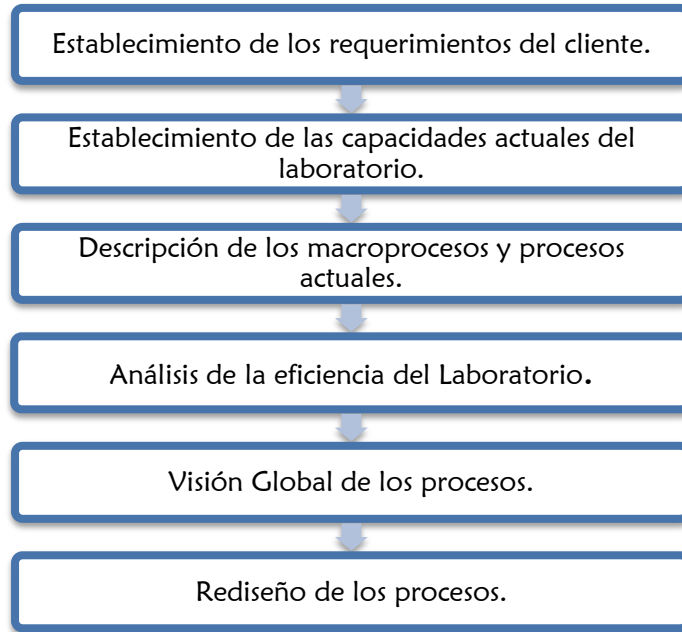 Establecimiento de los requerimientos del cliente.
Establecimiento de las capacidades actuales del
laboratorio.
Descripción de los macroprocesos y procesos
actuales.
Análisis de la eficiencia del Laboratorio.
Visión Global de los procesos.
Rediseño de los procesos.